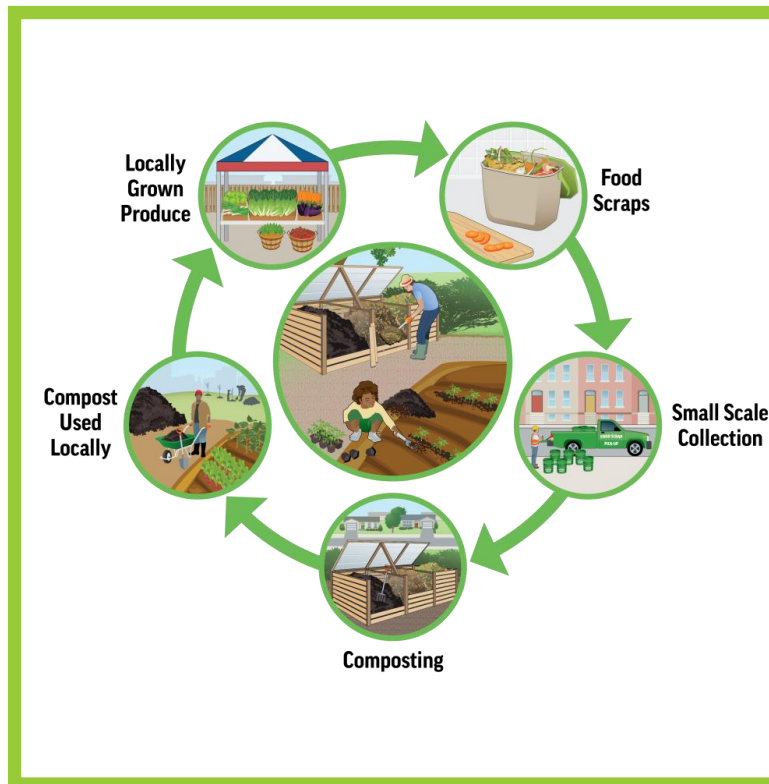 Locally
Grown
Produce
Food
Scraps
Compost
Used
Locally
Small Scale
Collection
Composting